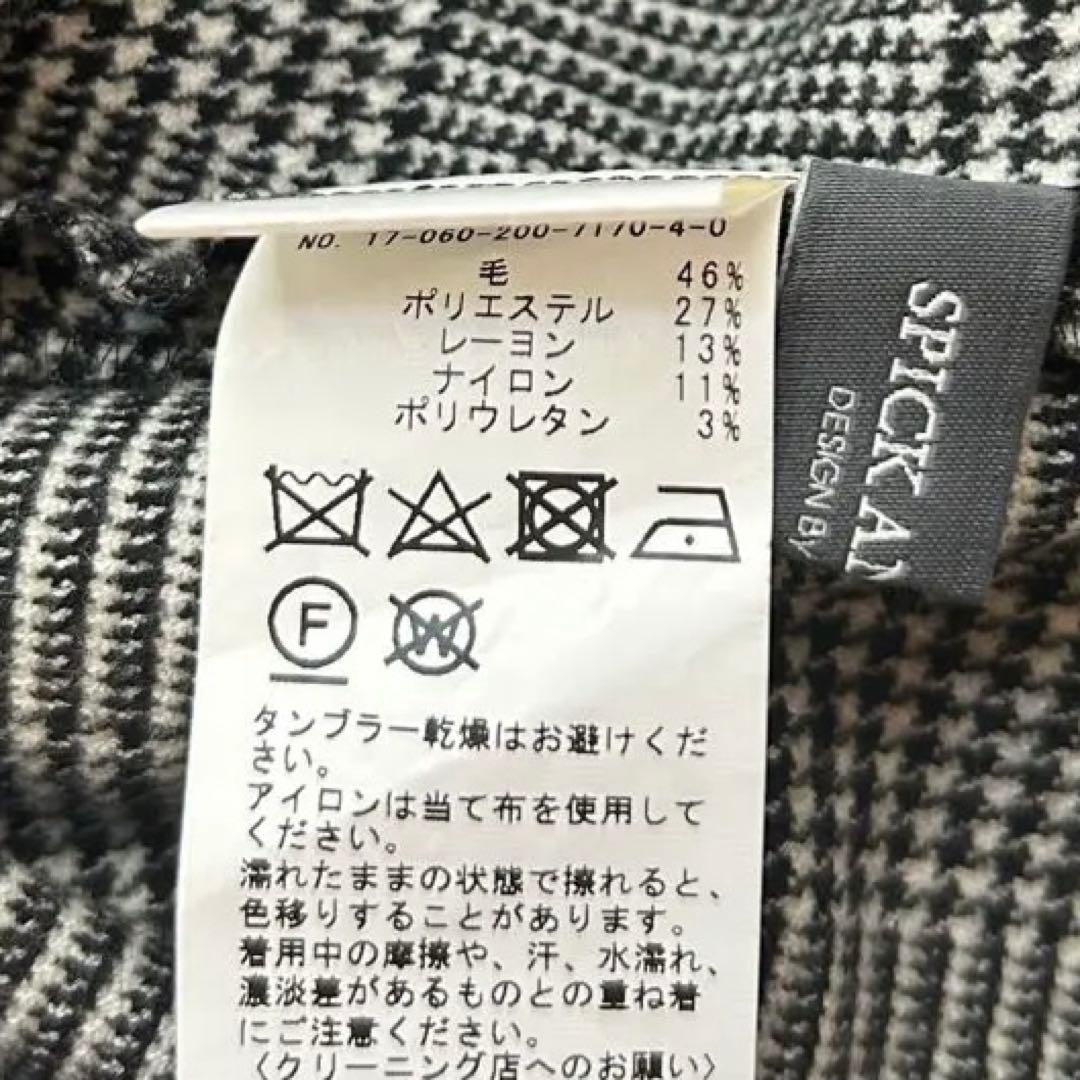 NO. 17-060-200-7170-4-0
毛 46%
ポリエステル 27%
レーヨン 13%
ナイロン 11%
ポリウレタン 3%
F
W
タンブラー乾燥はお避けくだ
さい。
アイロンは当て布を使用して
ください。
濡れたままの状態で擦れると、
色移りすることがあります。
着用中の摩擦や、汗、水濡れ、
濃淡差があるものとの重ね着
にご注意ください。
〈クリーニング店へのお願い〉
SPICK A
DESIGN BY